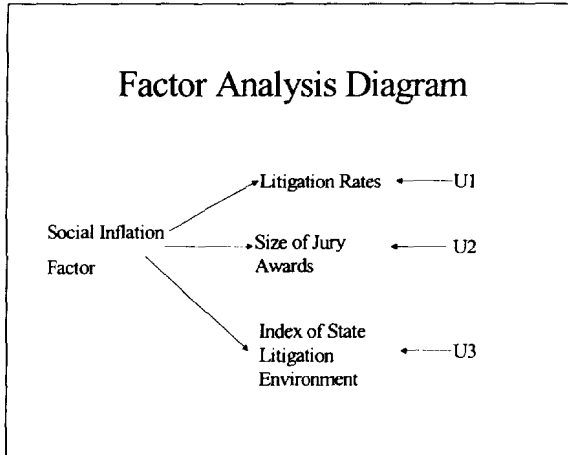 Factor Analysis Diagram
Litigation Rates
U1
Social Inflation
Factor
Size of Jury
Awards
U2
Index of State
Litigation
Environment
U3